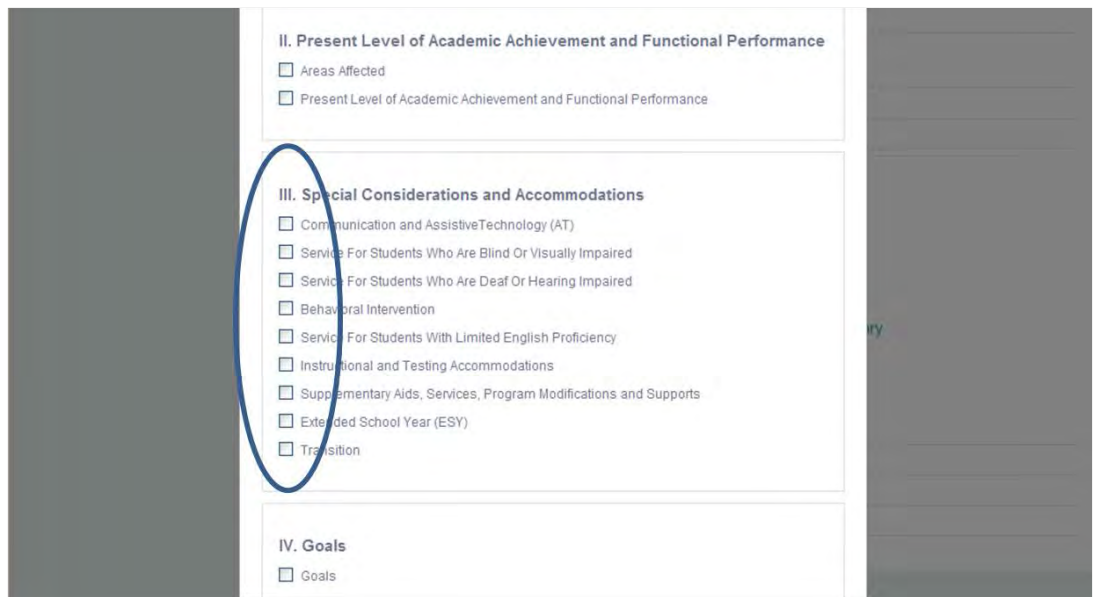 II. Present Level of Academic Achievement and Functional Performance
Areas Affected
Present Level of Academic Achievement and Functional Performance
III. Special Considerations and Accommodations
Communication and AssistiveTechnology (AT)
Service For Students Who Are Blind Or Visually Impaired
Service For Students Who Are Deaf Or Hearing Impaired
Behavioral Intervention
Service For Students With Limited English Proficiency
Instructional and Testing Accommodations
Supplementary Aids, Services, Program Modifications and Supports
Extended School Year (ESY)
Transition
IV. Goals
Goals